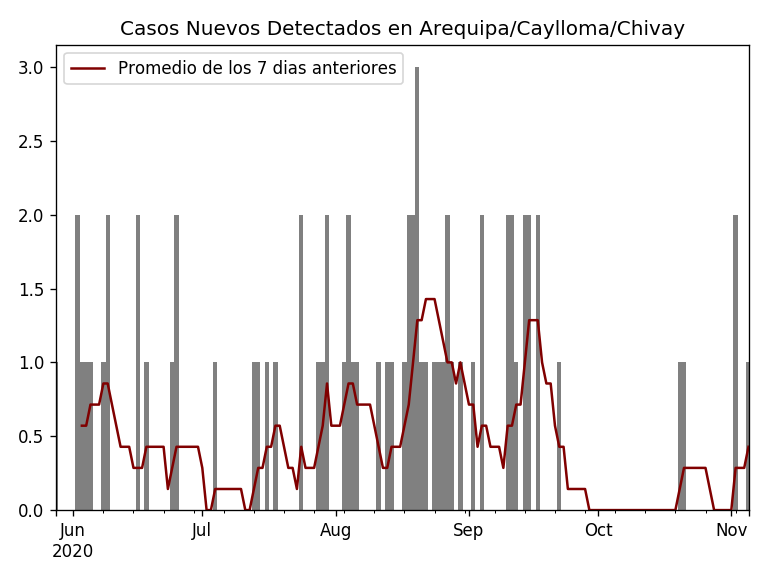 Casos Nuevos Detectados en Arequipa/Caylloma/Chivay
Promedio de los 7 dias anteriores
3.0
2.5
2.0
1.5
1.0
0.5
0.0
Jun Jul Aug Sep Oct Nov
2020